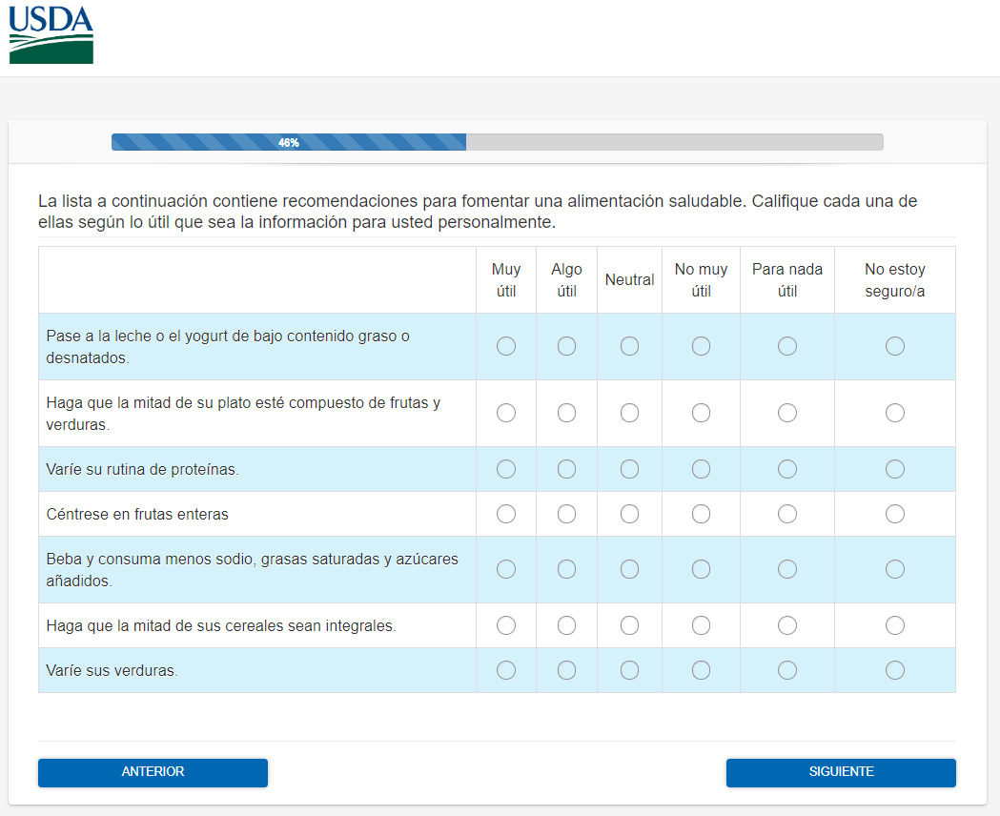 USDA
46%
La lista a continuación contiene recomendaciones para fomentar una alimentación saludable. Califique cada una de
ellas según lo útil que sea la información para usted personalmente.
Muy útil
Algo útil
Neutral
No muy útil
Para nada útil
No estoy seguro/a
Pase a la leche o el yogurt de bajo contenido graso o
desnatados.
Haga que la mitad de su plato esté compuesto de frutas y
verduras.
Varíe su rutina de proteínas.
Céntrese en frutas enteras
Beba y consuma menos sodio, grasas saturadas y azúcares
añadidos.
Haga que la mitad de sus cereales sean integrales.
Varíe sus verduras.
ANTERIOR
SIGUIENTE